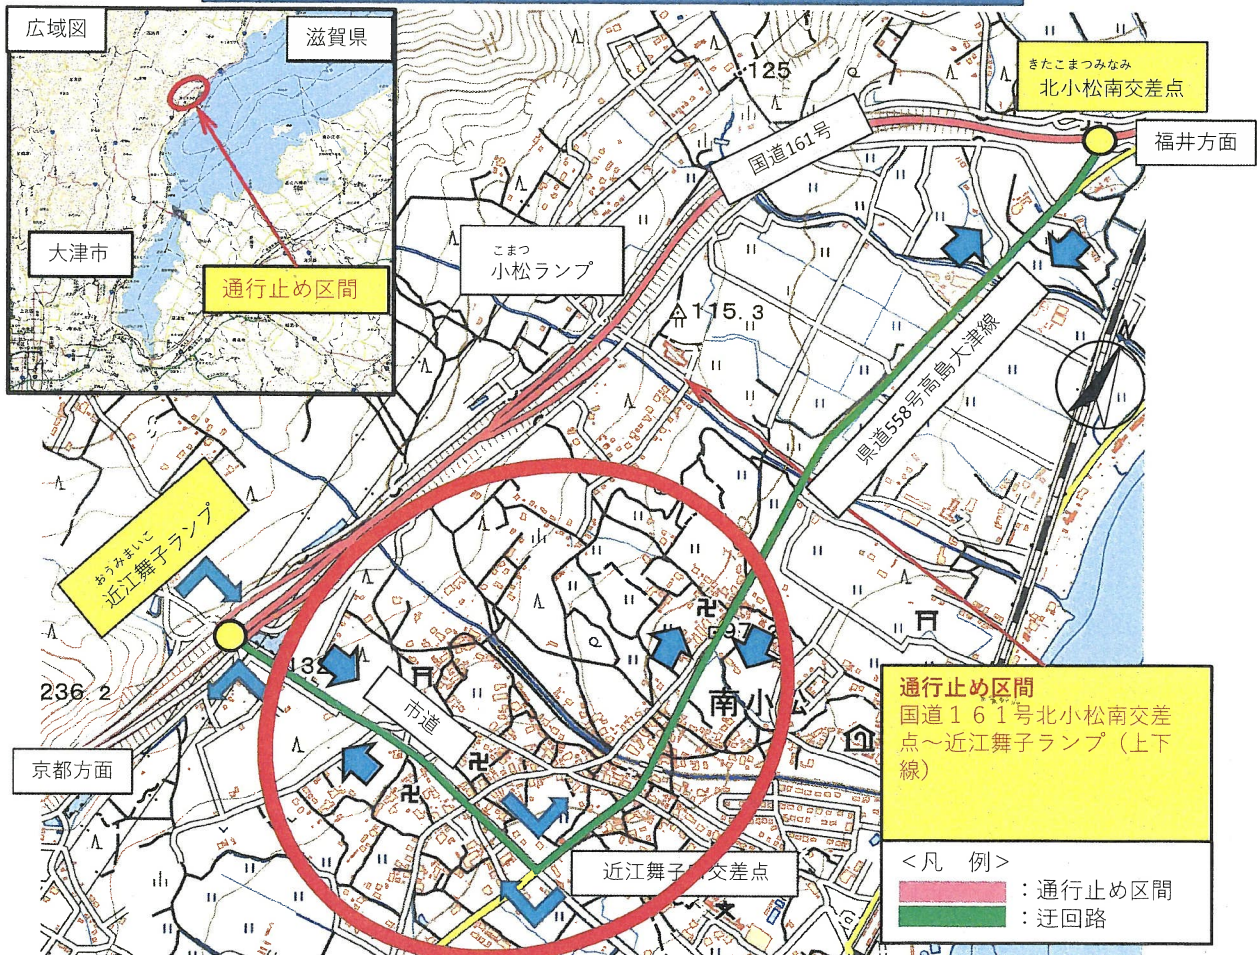 広域図
滋賀県
大津市
通行止め区間
125
きたこまつみなみ
北小松南交差点
国道161号
福井方面
こまつ
小松ランプ
115.3
県道558号高島大津線
おうみまいこ
近江舞子ランプ
236.2
市道
南小松
京都方面
近江舞子
交差点
通行止め区間
国道161号北小松南交差
点～近江舞子ランプ（上下
線）
＜凡　例＞
：通行止め区間
：迂回路